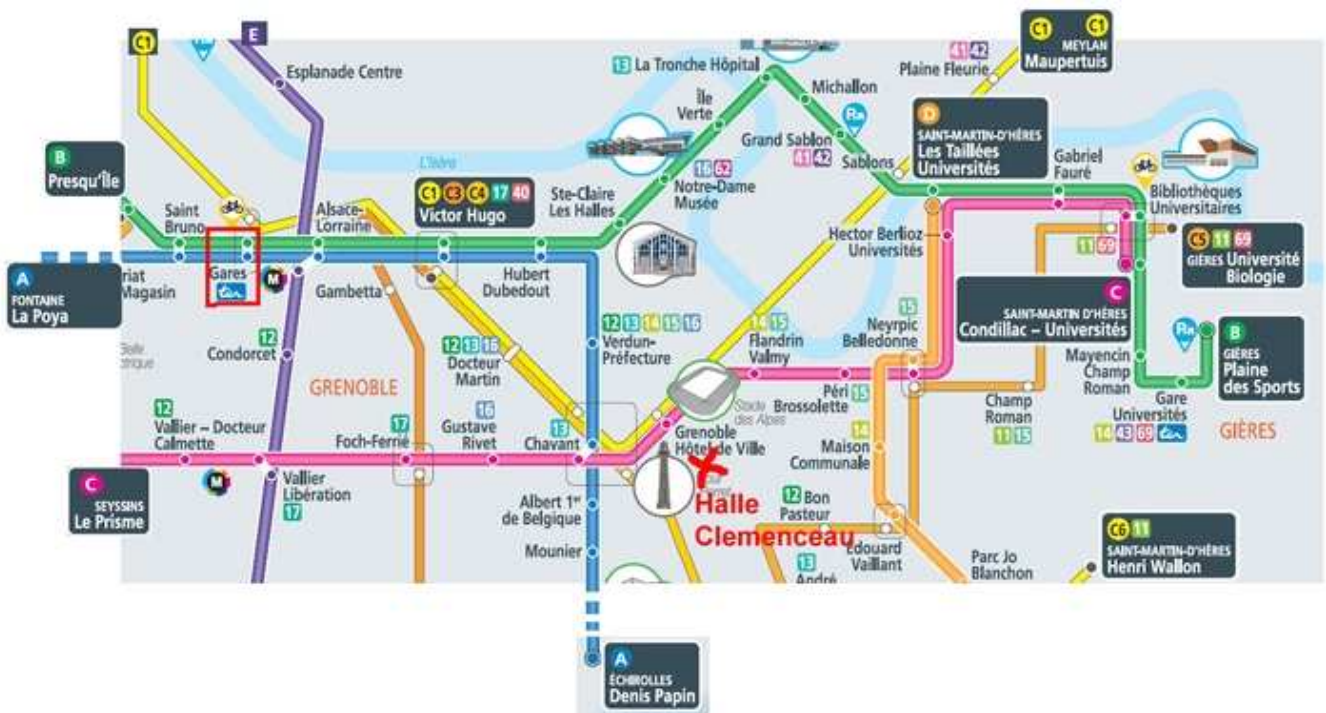 C1
E
C1 C1
MEYLAN
Maupertuis
Esplanade Centre
13 La Tronche Hôpital
41 42
Plaine Fleurie
Michallon
Île
Verte
D
SAINT-MARTIN-D'HÈRES
Les Taillées
Universités
Grand Sablon
41 42
Sablons
Gabriel
Fauré
B
Presqu'Île
L'Isère
16 62
Notre-Dame
Musée
C1 C3 C4 17 40
Victor Hugo
Ste-Claire
Les Halles
Bibliothèques
Universitaires
Saint
Bruno
Alsace-
Lorraine
Hector Berlioz
Universités
11 69
C5 11 69
GIÈRES Université
Biologie
A
FONTAINE
La Poya
riat
Magasin
Gares
ter
M
Gambetta
Hubert
Dubedout
C
SAINT-MARTIN D'HÈRES
Condillac – Universités
15
Neyrpic
Belledonne
12
Condorcet
12 13 14 15 16
Verdun-
Préfecture
14 15
Flandrin
Valmy
12 13 16
Docteur
Martin
Mayencin
Champ
Roman
B
GIÈRES
Plaine
des Sports
GRENOBLE
Péri 15
Brossolette
Champ
Roman
11 15
Gare
Universités
14 43 69 ter
GIÈRES
Stade
des Alpes
12
Vallier – Docteur
Calmette
17
Foch-Ferrié
16
Gustave
Rivet
13
Chavant
Grenoble
Hôtel de Ville
14
Maison
Communale
M
C
SEYSSINS
Le Prisme
Vallier
Libération
17
Albert 1er
de Belgique
Halle
Clemenceau
12 Bon
Pasteur
C6 11
SAINT-MARTIN-D'HÈRES
Henri Wallon
Mounier
Edouard
Vaillant
Parc Jo
Blanchon
13
André
A
ÉCHIROLLES
Denis Papin